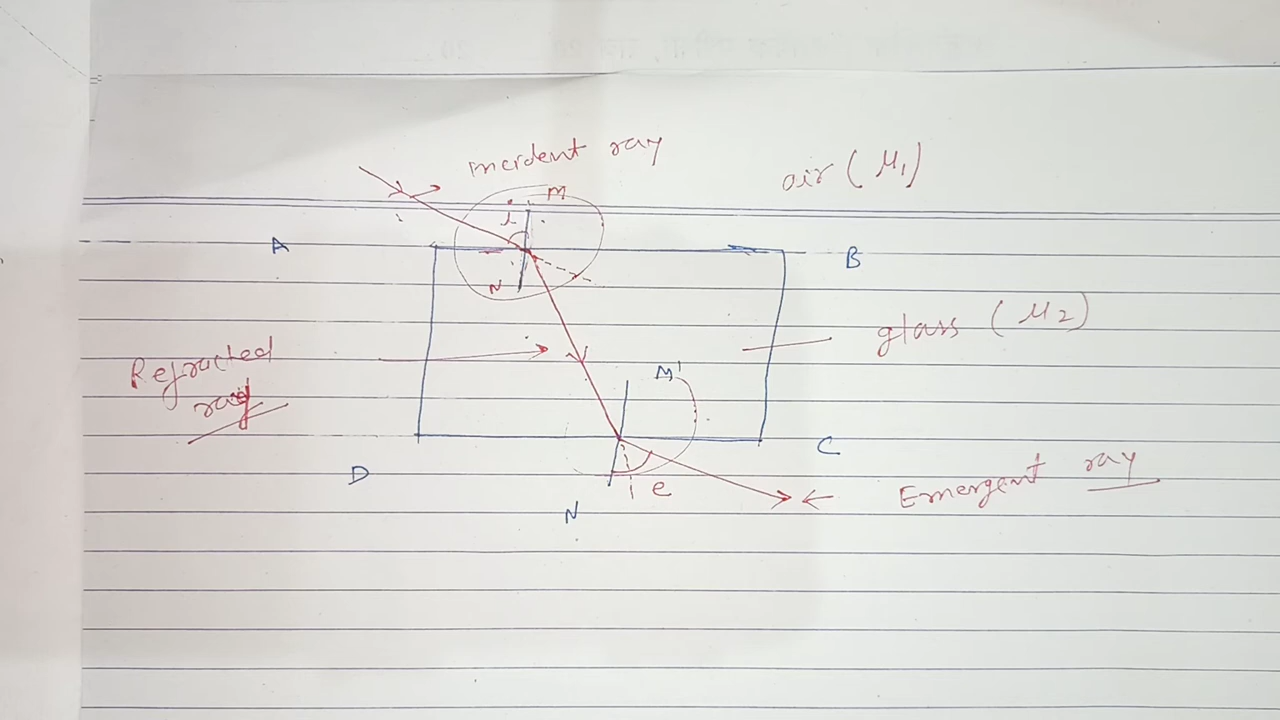 incident ray
air (μ₁)
i M
A
B
N
glass (μ₂)
Refracted
ray
M'
C
D
e
Emergent ray
N